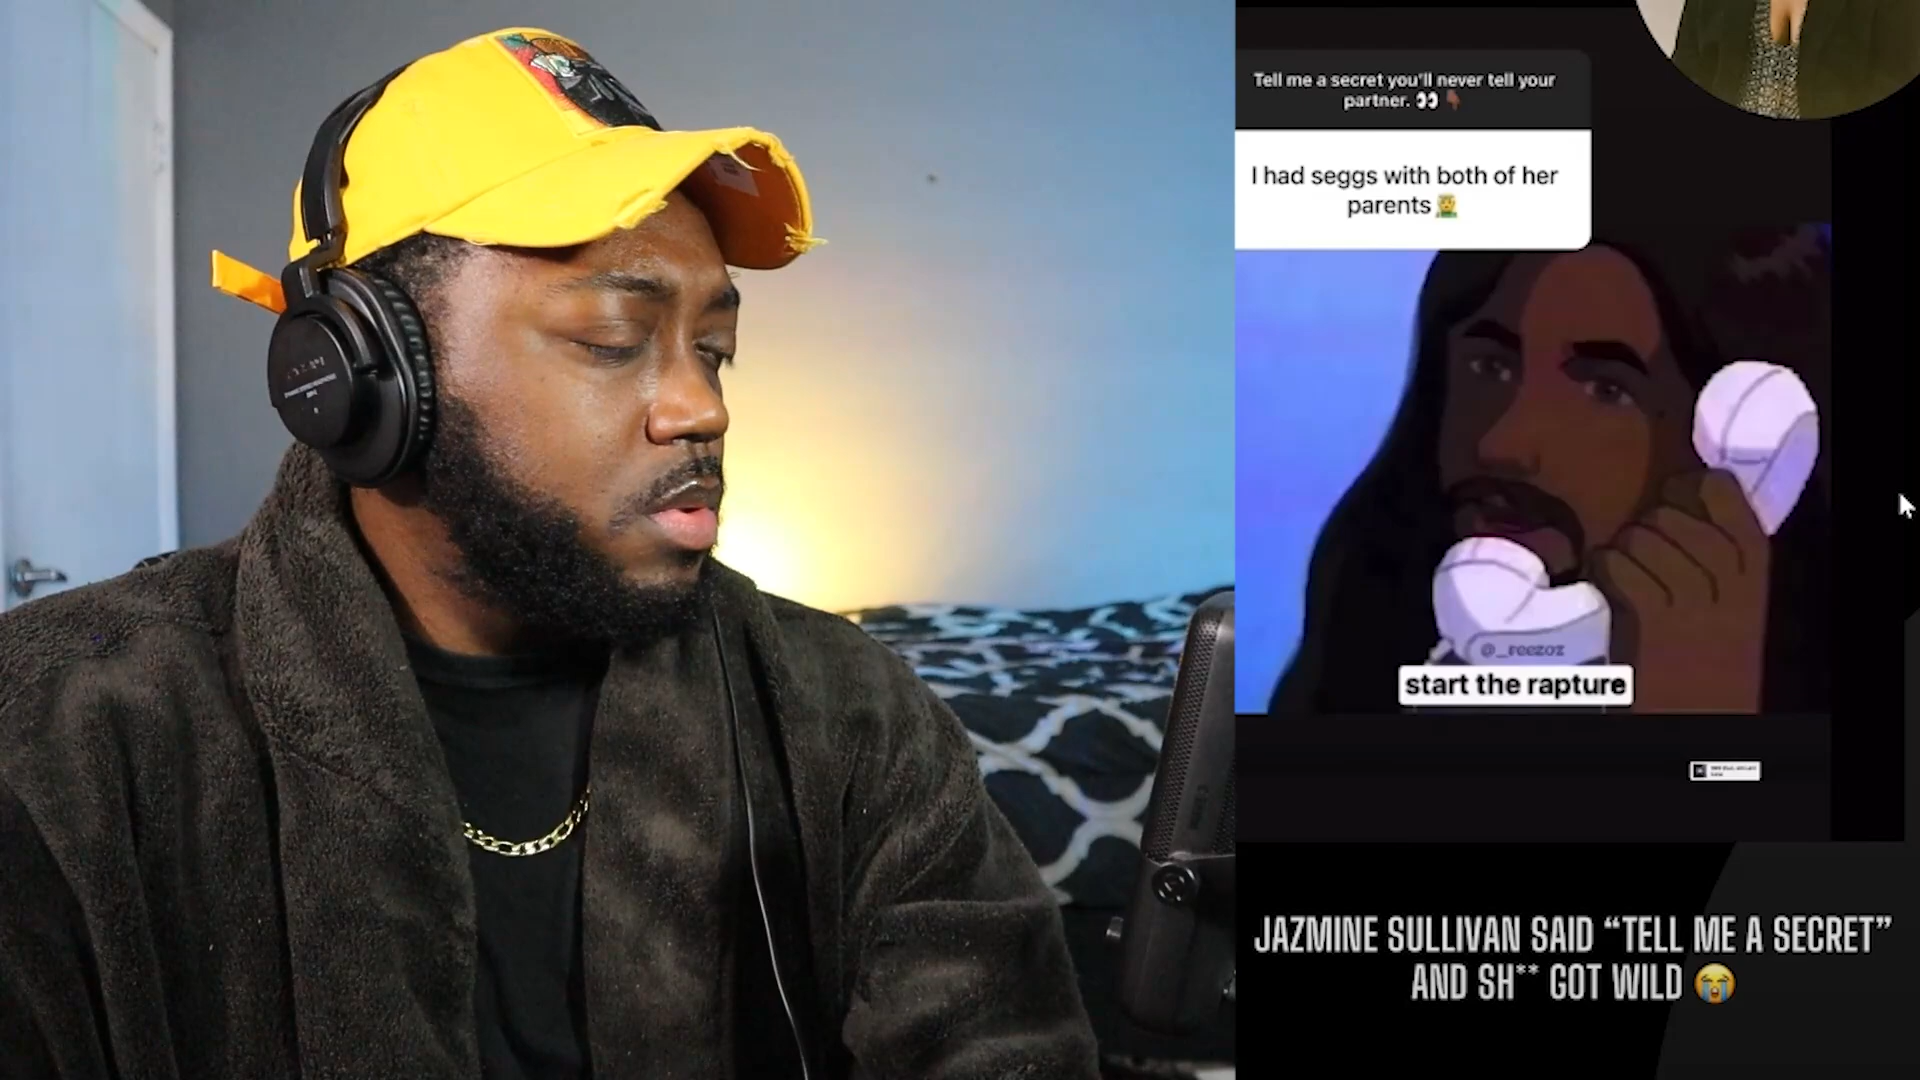 Tell me a secret you'll never tell your
partner. 👀 👇🏾
I had seggs with both of her
parents🧝‍♂️
@_reezoz
start the rapture
JAZMINE SULLIVAN SAID “TELL ME A SECRET”
AND SH** GOT WILD 😭